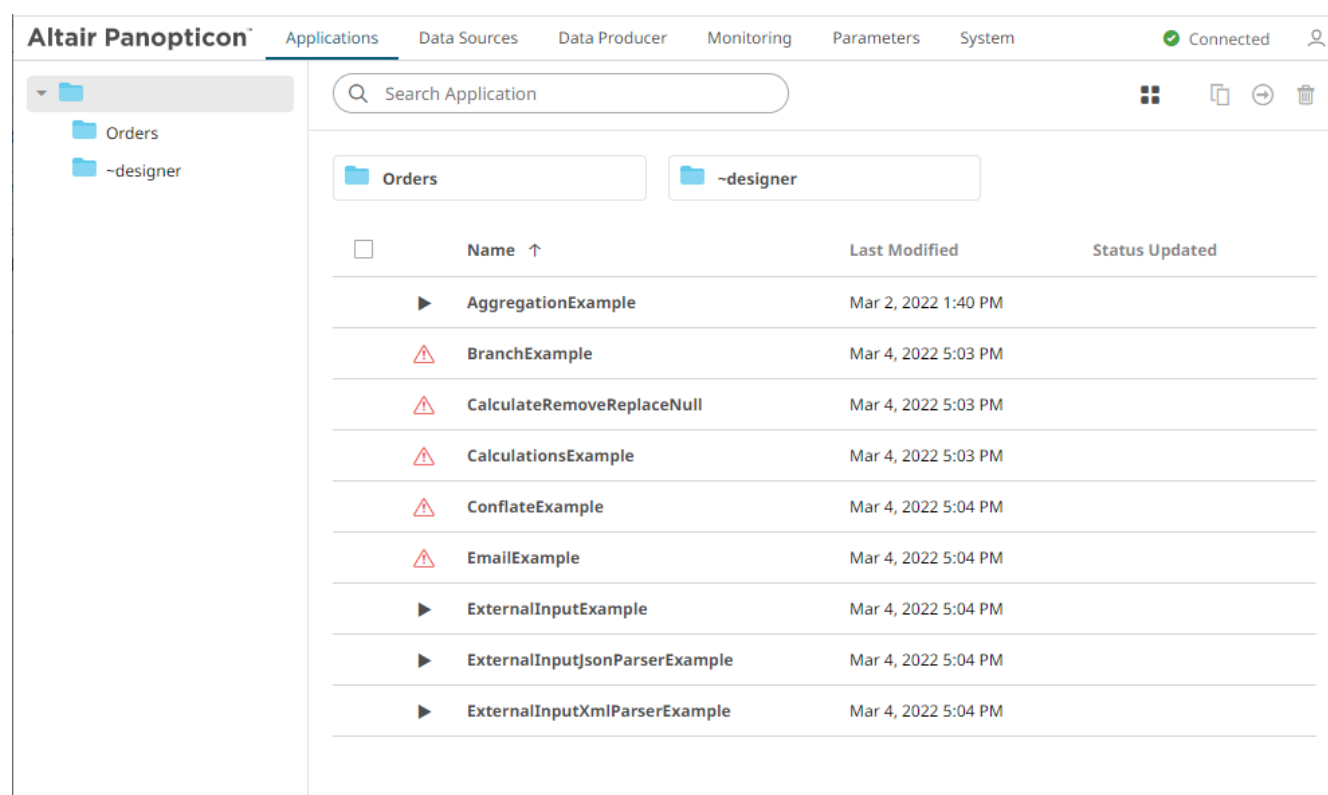 Altair Panopticon™ Applications Data Sources Data Producer Monitoring Parameters System Connected
Search Application
Orders
~designer
Orders ~designer
Name ↑ Last Modified Status Updated
AggregationExample Mar 2, 2022 1:40 PM
BranchExample Mar 4, 2022 5:03 PM
CalculateRemoveReplaceNull Mar 4, 2022 5:03 PM
CalculationsExample Mar 4, 2022 5:03 PM
ConflateExample Mar 4, 2022 5:04 PM
EmailExample Mar 4, 2022 5:04 PM
ExternalInputExample Mar 4, 2022 5:04 PM
ExternalInputJsonParserExample Mar 4, 2022 5:04 PM
ExternalInputXmlParserExample Mar 4, 2022 5:04 PM